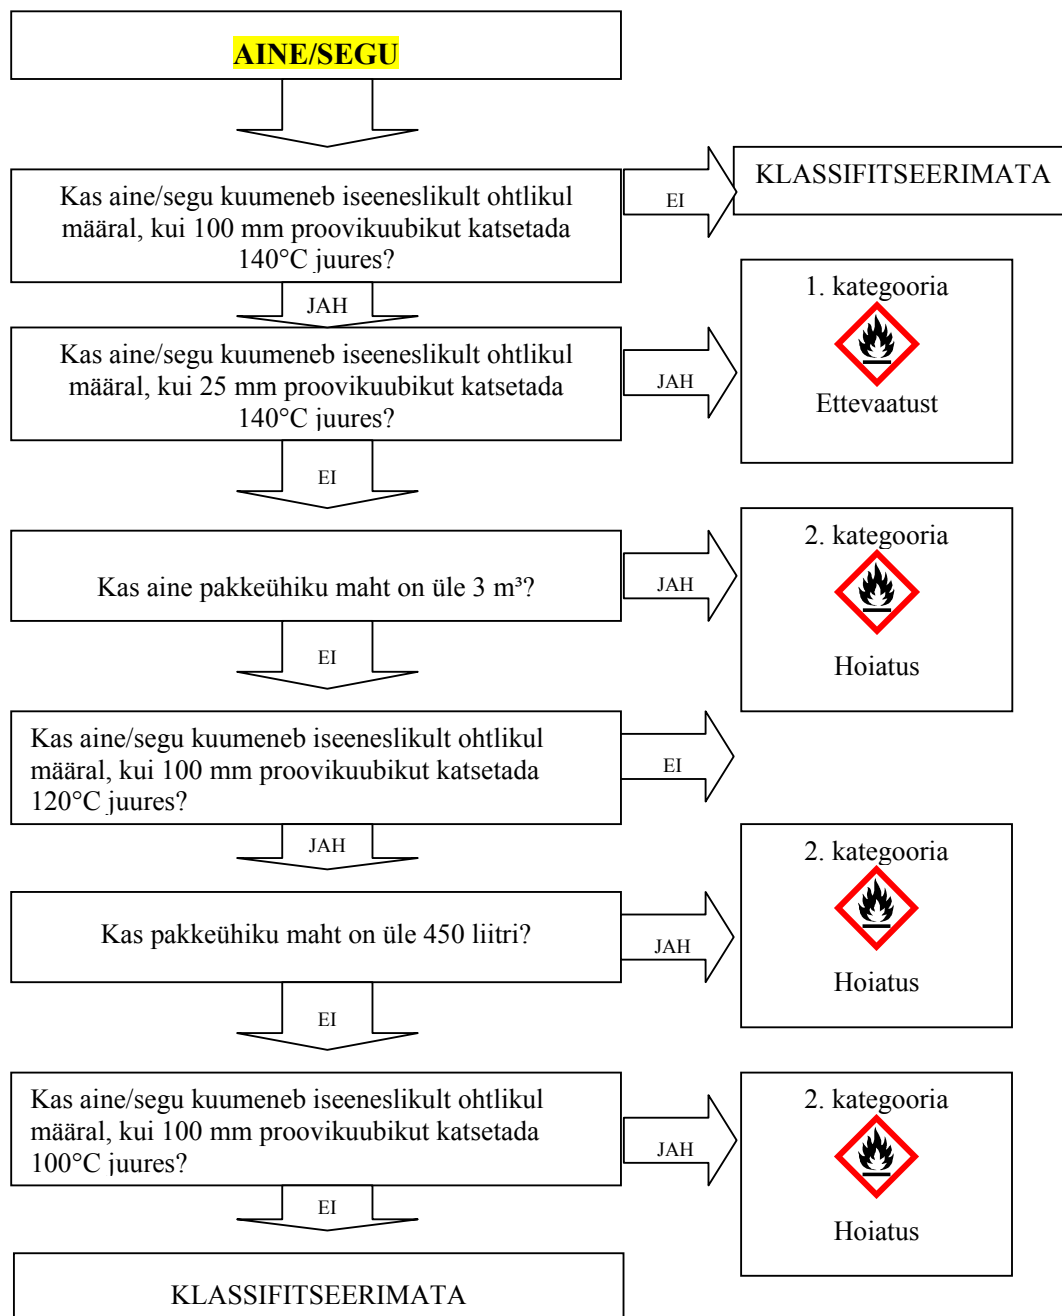 AINE/SEGU
Kas aine/segu kuumeneb iseeneslikult ohtlikul
määral, kui 100 mm proovikuubikut katsetada
140°C juures?
EI
KLASSIFITSEERIMATA
JAH
Kas aine/segu kuumeneb iseeneslikult ohtlikul
määral, kui 25 mm proovikuubikut katsetada
140°C juures?
JAH
1. kategooria
Ettevaatust
EI
Kas aine pakkeühiku maht on üle 3 m³?
JAH
2. kategooria
Hoiatus
EI
Kas aine/segu kuumeneb iseeneslikult ohtlikul
määral, kui 100 mm proovikuubikut katsetada
120°C juures?
EI
JAH
Kas pakkeühiku maht on üle 450 liitri?
JAH
2. kategooria
Hoiatus
EI
Kas aine/segu kuumeneb iseeneslikult ohtlikul
määral, kui 100 mm proovikuubikut katsetada
100°C juures?
JAH
2. kategooria
Hoiatus
EI
KLASSIFITSEERIMATA